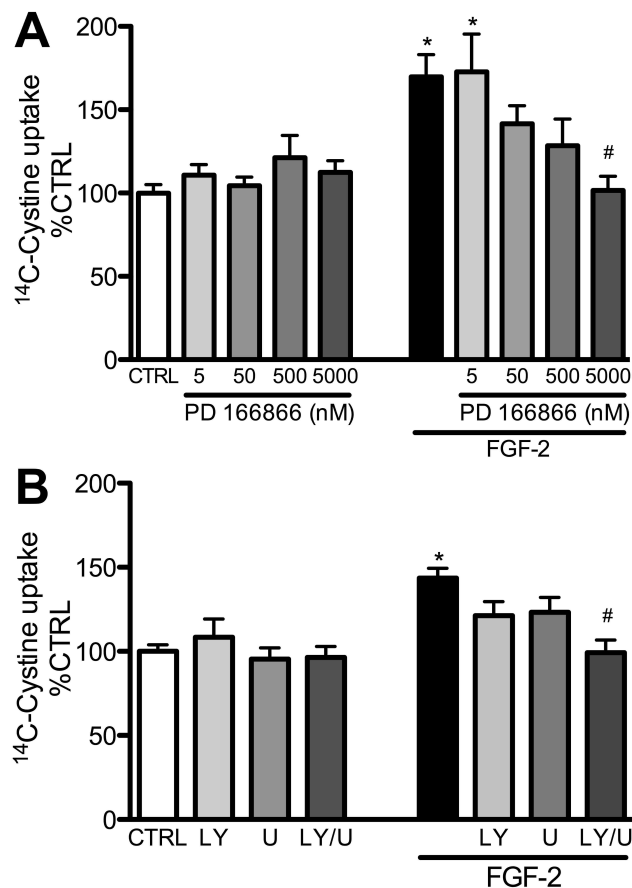 A
200
150
100
50
0
¹⁴C-Cystine uptake
%CTRL
* * #
CTRL 5 50 500 5000 5 50 500 5000
PD 166866 (nM) PD 166866 (nM)
FGF-2
B
200
150
100
50
0
¹⁴C-Cystine uptake
%CTRL
* #
CTRL LY U LY/U LY U LY/U
FGF-2